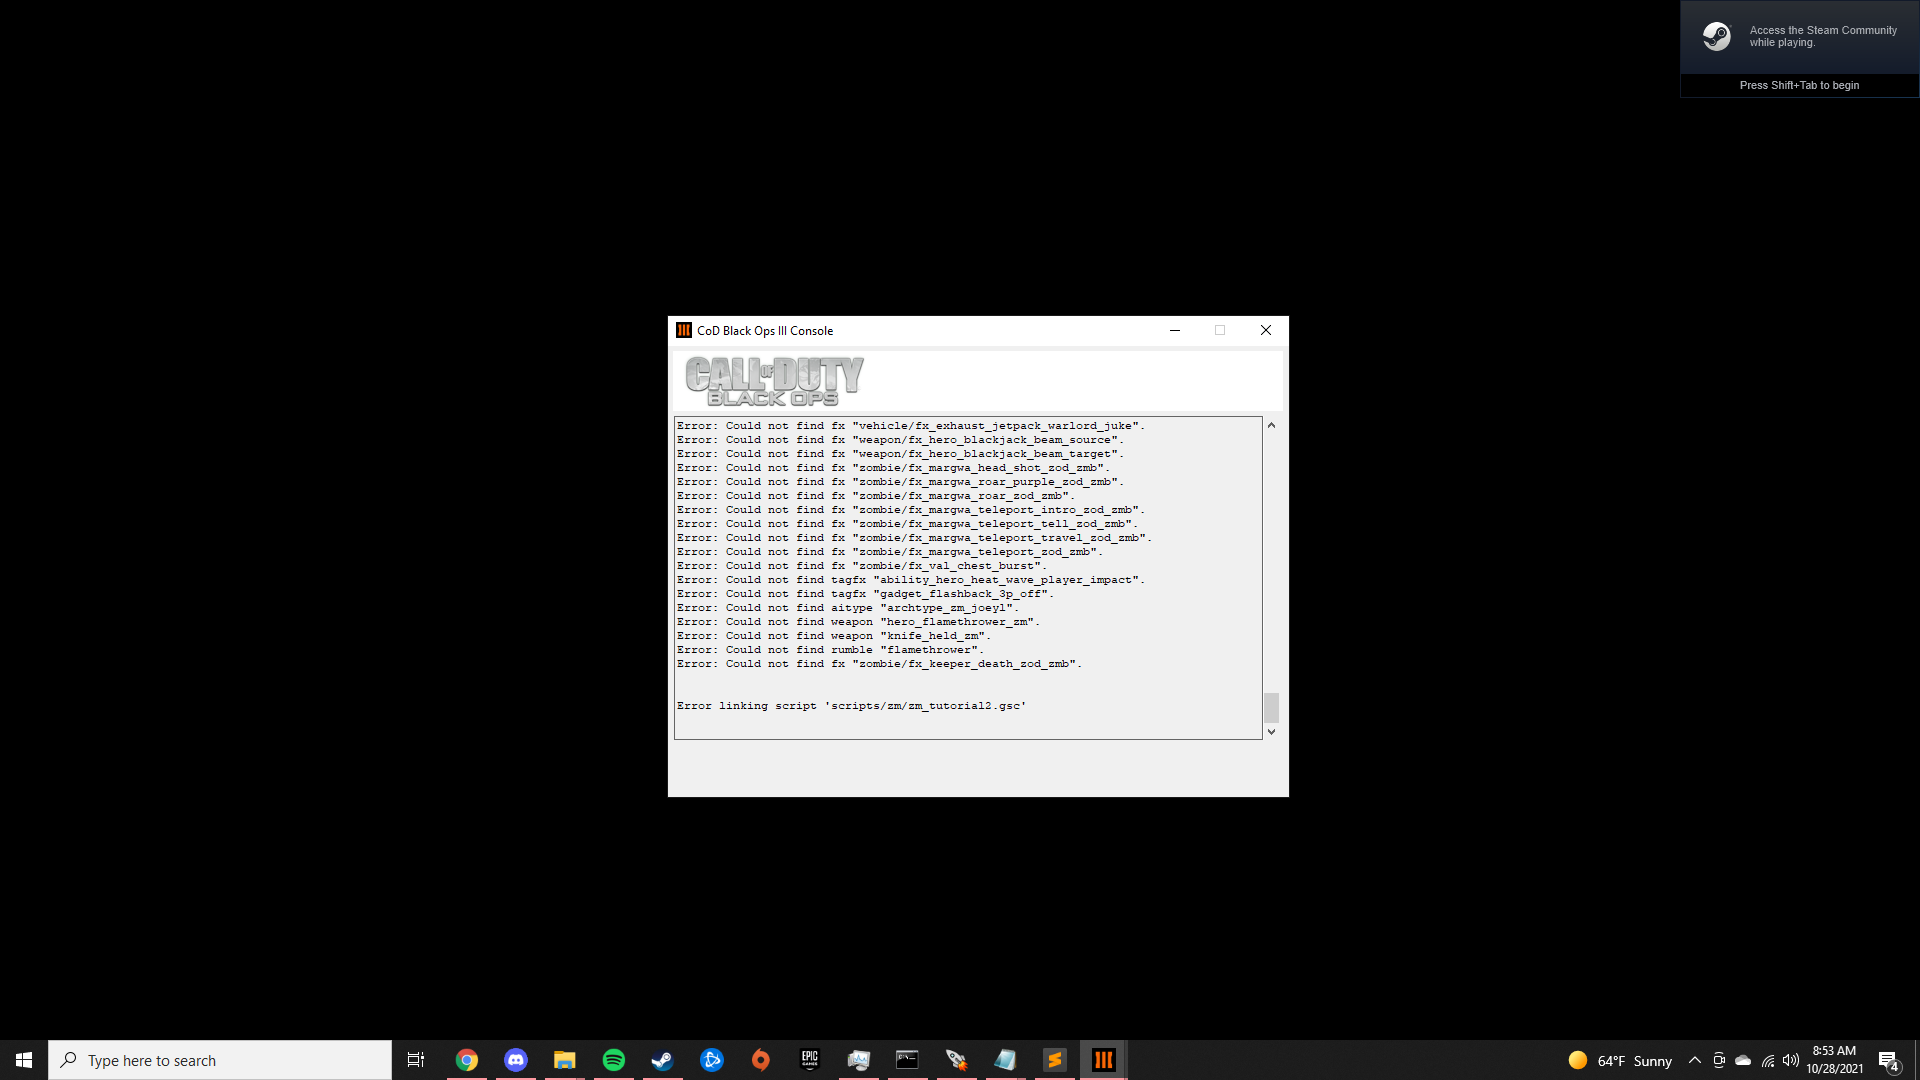 Access the Steam Community
while playing.
Press Shift+Tab to begin
CoD Black Ops III Console
CALL OF DUTY
BLACK OPS
Error: Could not find fx "vehicle/fx_exhaust_jetpack_warlord_juke".
Error: Could not find fx "weapon/fx_hero_blackjack_beam_source".
Error: Could not find fx "weapon/fx_hero_blackjack_beam_target".
Error: Could not find fx "zombie/fx_margwa_head_shot_zod_zmb".
Error: Could not find fx "zombie/fx_margwa_roar_purple_zod_zmb".
Error: Could not find fx "zombie/fx_margwa_roar_zod_zmb".
Error: Could not find fx "zombie/fx_margwa_teleport_intro_zod_zmb".
Error: Could not find fx "zombie/fx_margwa_teleport_tell_zod_zmb".
Error: Could not find fx "zombie/fx_margwa_teleport_travel_zod_zmb".
Error: Could not find fx "zombie/fx_margwa_teleport_zod_zmb".
Error: Could not find fx "zombie/fx_val_chest_burst".
Error: Could not find tagfx "ability_hero_heat_wave_player_impact".
Error: Could not find tagfx "gadget_flashback_3p_off".
Error: Could not find aitype "archtype_zm_joeyl".
Error: Could not find weapon "hero_flamethrower_zm".
Error: Could not find weapon "knife_held_zm".
Error: Could not find rumble "flamethrower".
Error: Could not find fx "zombie/fx_keeper_death_zod_zmb".
Error linking script 'scripts/zm/zm_tutorial2.gsc'
Type here to search
EPIC
GAMES
64°F Sunny
8:53 AM
10/28/2021
4